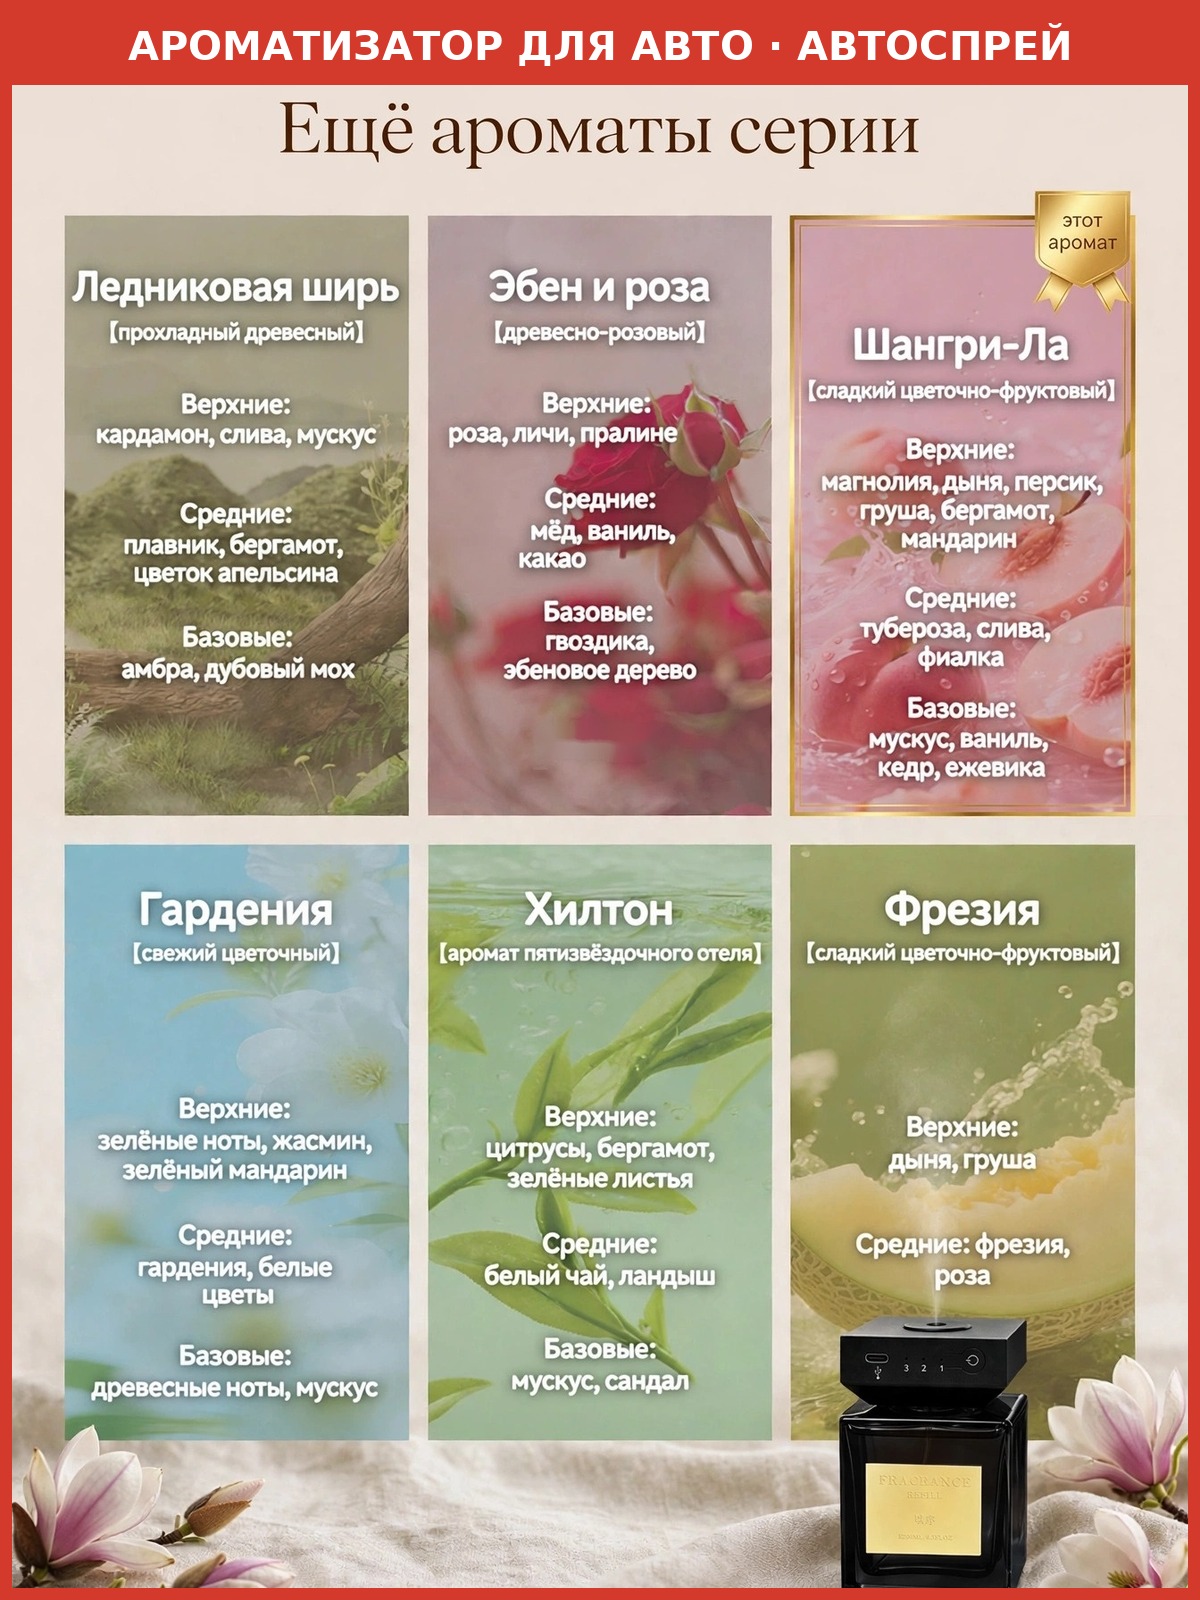 АРОМАТИЗАТОР ДЛЯ АВТО · АВТОСПРЕЙ
Ещё ароматы серии
Ледниковая ширь
【прохладный древесный】
Верхние:
кардамон, слива, мускус
Средние:
плавник, бергамот,
цветок апельсина
Базовые:
амбра, дубовый мох
Эбен и роза
【древесно-розовый】
Верхние:
роза, личи, пралине
Средние:
мёд, ваниль,
какао
Базовые:
гвоздика,
эбеновое дерево
этот
аромат
Шангри-Ла
【сладкий цветочно-фруктовый】
Верхние:
магнолия, дыня, персик,
груша, бергамот,
мандарин
Средние:
тубероза, слива,
фиалка
Базовые:
мускус, ваниль,
кедр, ежевика
Гардения
【свежий цветочный】
Верхние:
зелёные ноты, жасмин,
зелёный мандарин
Средние:
гардения, белые
цветы
Базовые:
древесные ноты, мускус
Хилтон
【аромат пятизвёздочного отеля】
Верхние:
цитрусы, бергамот,
зелёные листья
Средние:
белый чай, ландыш
Базовые:
мускус, сандал
Фрезия
【сладкий цветочно-фруктовый】
Верхние:
дыня, груша
Средние: фрезия,
роза
3 2 1
FRAGRANCE
REFILL